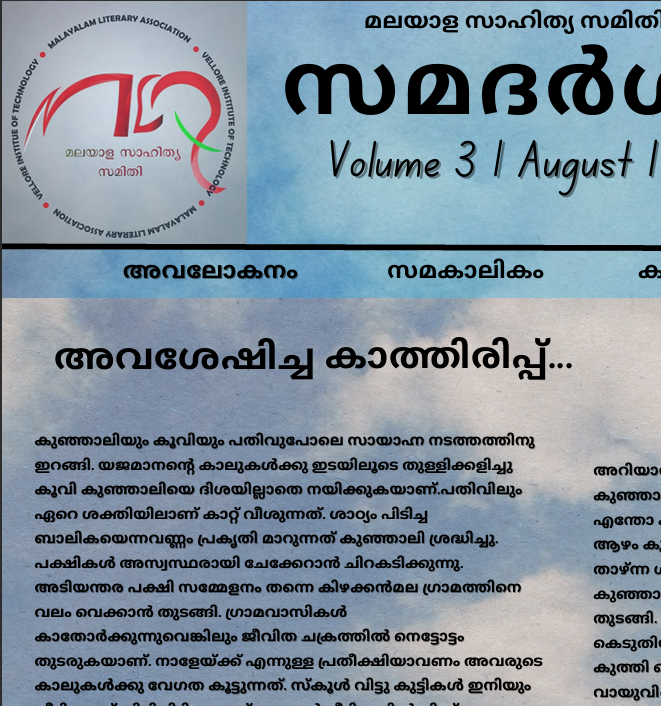 MALAYALAM LITERARY ASSOCIATION
VELLORE INSTITUTE OF TECHNOLOGY
MALAYALAM LITERARY ASSOCIATION
VELLORE INSTITUTE OF TECHNOLOGY
മലയാള സാഹിത്യ
സമിതി
മലയാള സാഹിത്യ സമിതി
സമദർശ
Volume 3 | August 1
അവലോകനം
സമകാലികം
ക
അവശേഷിച്ച കാത്തിരിപ്പ്...
കുഞ്ഞാലിയും കൂവിയും പതിവുപോലെ സായാഹ്ന നടത്തത്തിനു
ഇറങ്ങി. യജമാനന്റെ കാലുകൾക്കു ഇടയിലൂടെ തുള്ളിക്കളിച്ചു
കൂവി കുഞ്ഞാലിയെ ദിശയില്ലാതെ നയിക്കുകയാണ്.പതിവിലും
ഏറെ ശക്തിയിലാണ് കാറ്റ് വീശുന്നത്. ശാഠ്യം പിടിച്ച
ബാലികയെന്നവണ്ണം പ്രകൃതി മാറുന്നത് കുഞ്ഞാലി ശ്രദ്ധിച്ചു.
പക്ഷികൾ അസ്വസ്ഥരായി ചേക്കേറാൻ ചിറകടിക്കുന്നു.
അടിയന്തര പക്ഷി സമ്മേളനം തന്നെ കിഴക്കൻമല ഗ്രാമത്തിനെ
വലം വെക്കാൻ തുടങ്ങി. ഗ്രാമവാസികൾ
കാതോർക്കുന്നുവെങ്കിലും ജീവിത ചക്രത്തിൽ നെട്ടോട്ടം
തുടരുകയാണ്. നാളേയ്ക്ക് എന്നുള്ള പ്രതീക്ഷിയാവണം അവരുടെ
കാലുകൾക്കു വേഗത കൂട്ടുന്നത്. സ്കൂൾ വിട്ടു കുട്ടികൾ ഇനിയും
അറിയാ
കുഞ്ഞാ
എന്തോ
ആഴം കു
താഴ്ന്ന
കുഞ്ഞാ
തുടങ്ങി.
കെടുതി
കുത്തി
വായുവി